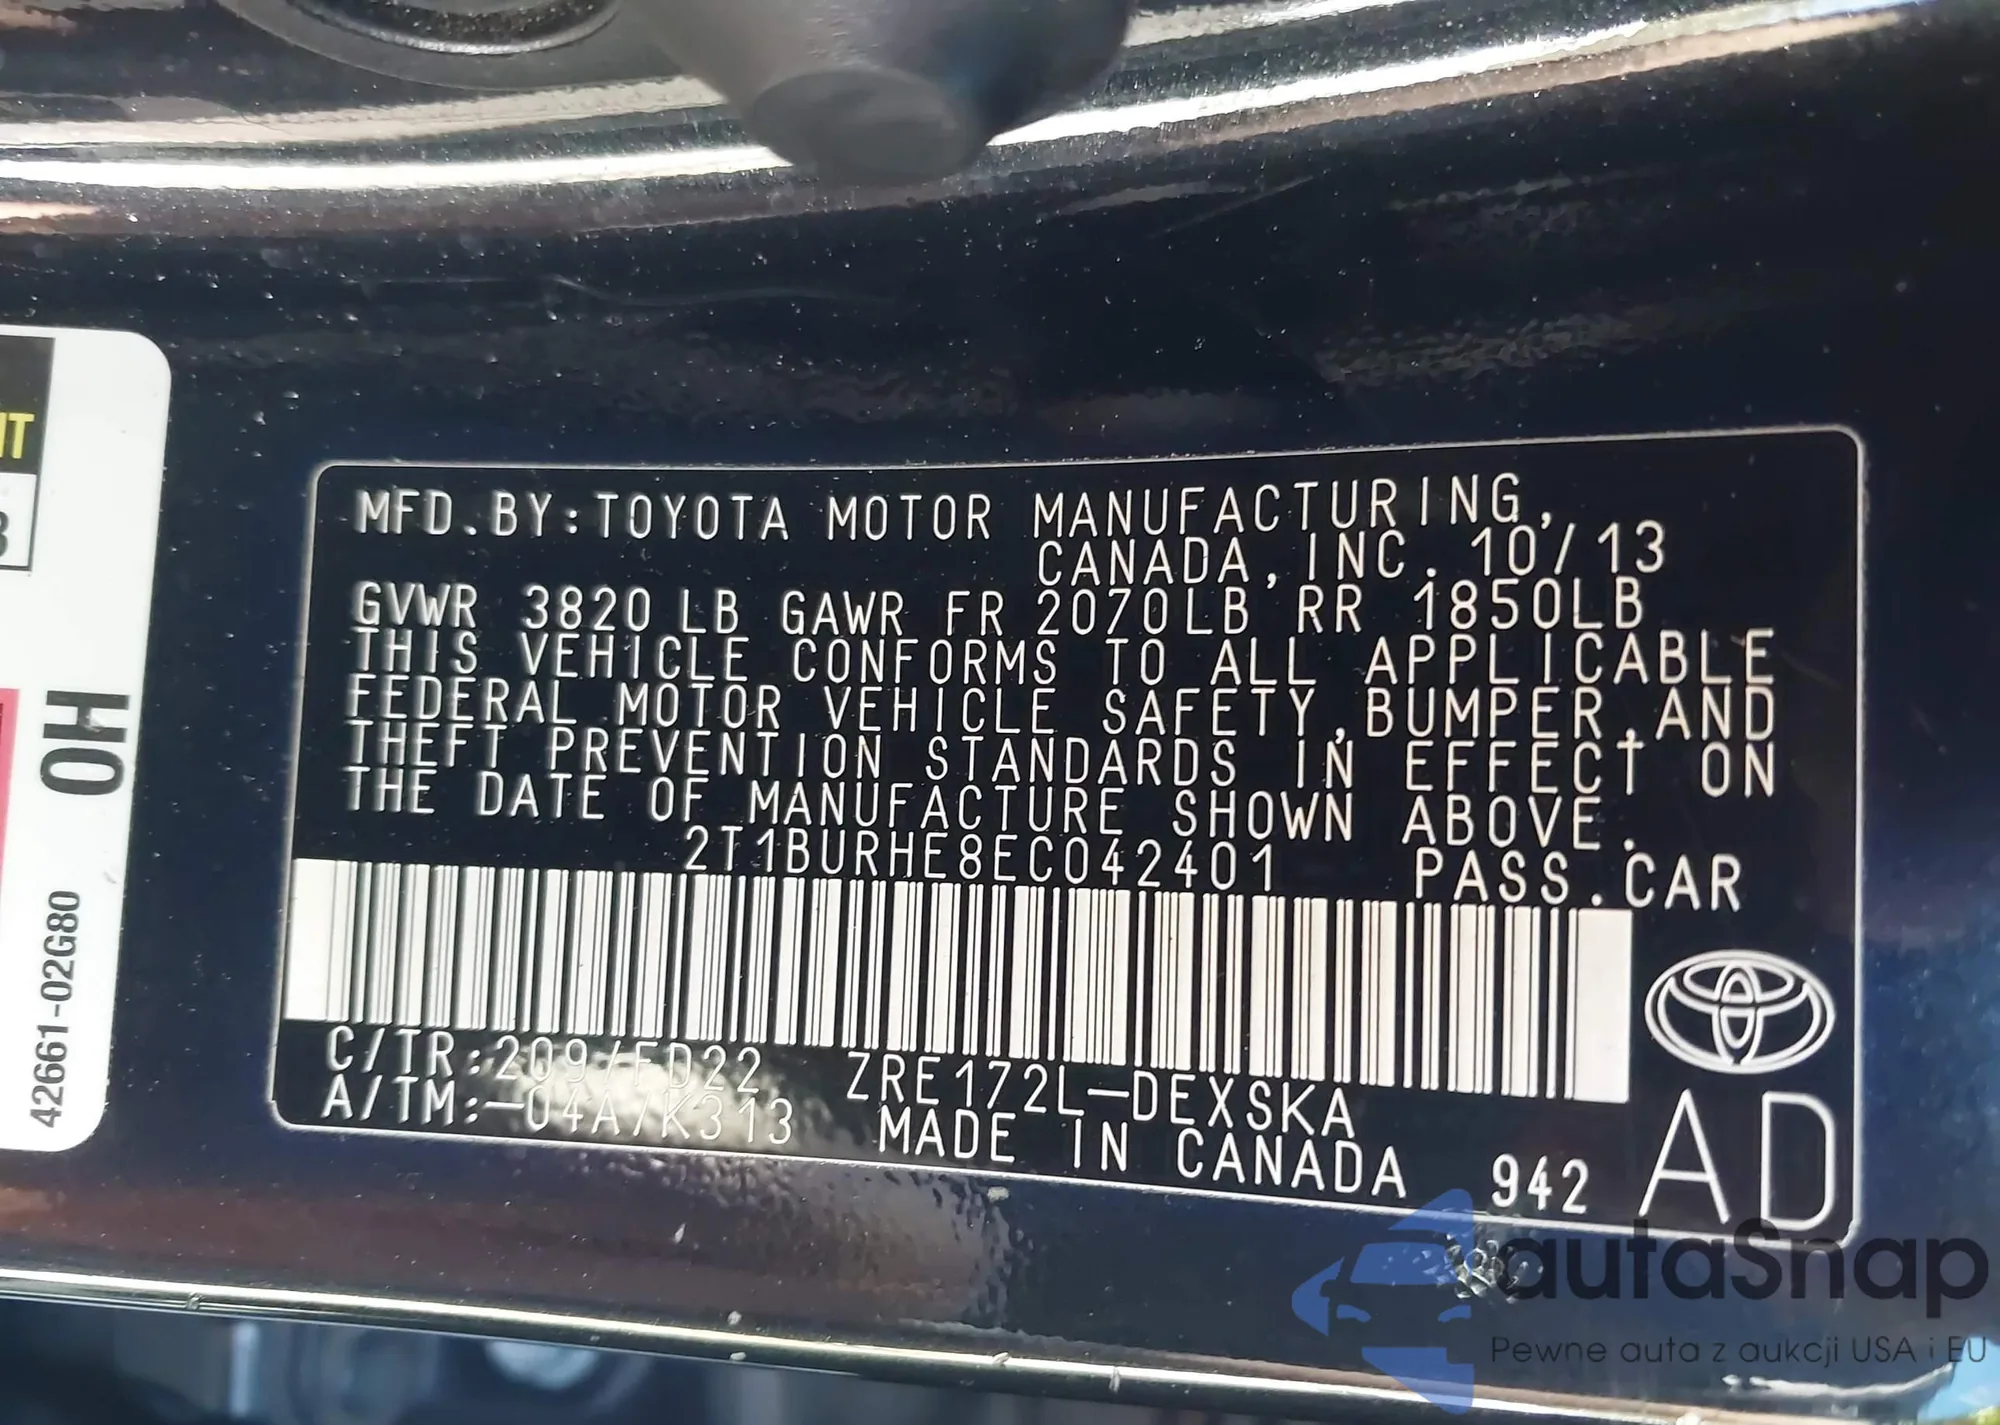 MFD.BY:TOYOTA MOTOR MANUFACTURING,
CANADA,INC. 10/13
GVWR 3820 LB GAWR FR 2070LB RR 1850LB
THIS VEHICLE CONFORMS TO ALL APPLICABLE
FEDERAL MOTOR VEHICLE SAFETY,BUMPER,AND
THEFT PREVENTION STANDARDS IN EFFECT ON
THE DATE OF MANUFACTURE SHOWN ABOVE.
2T1BURHE8EC042401 PASS.CAR
C/TR:209/FD22 ZRE172L-DEXSKA
A/TM:-04A/K313 MADE IN CANADA 942 AD
0H
42661-02G80
autaSnap
Pewne auta z aukcji USA i EU